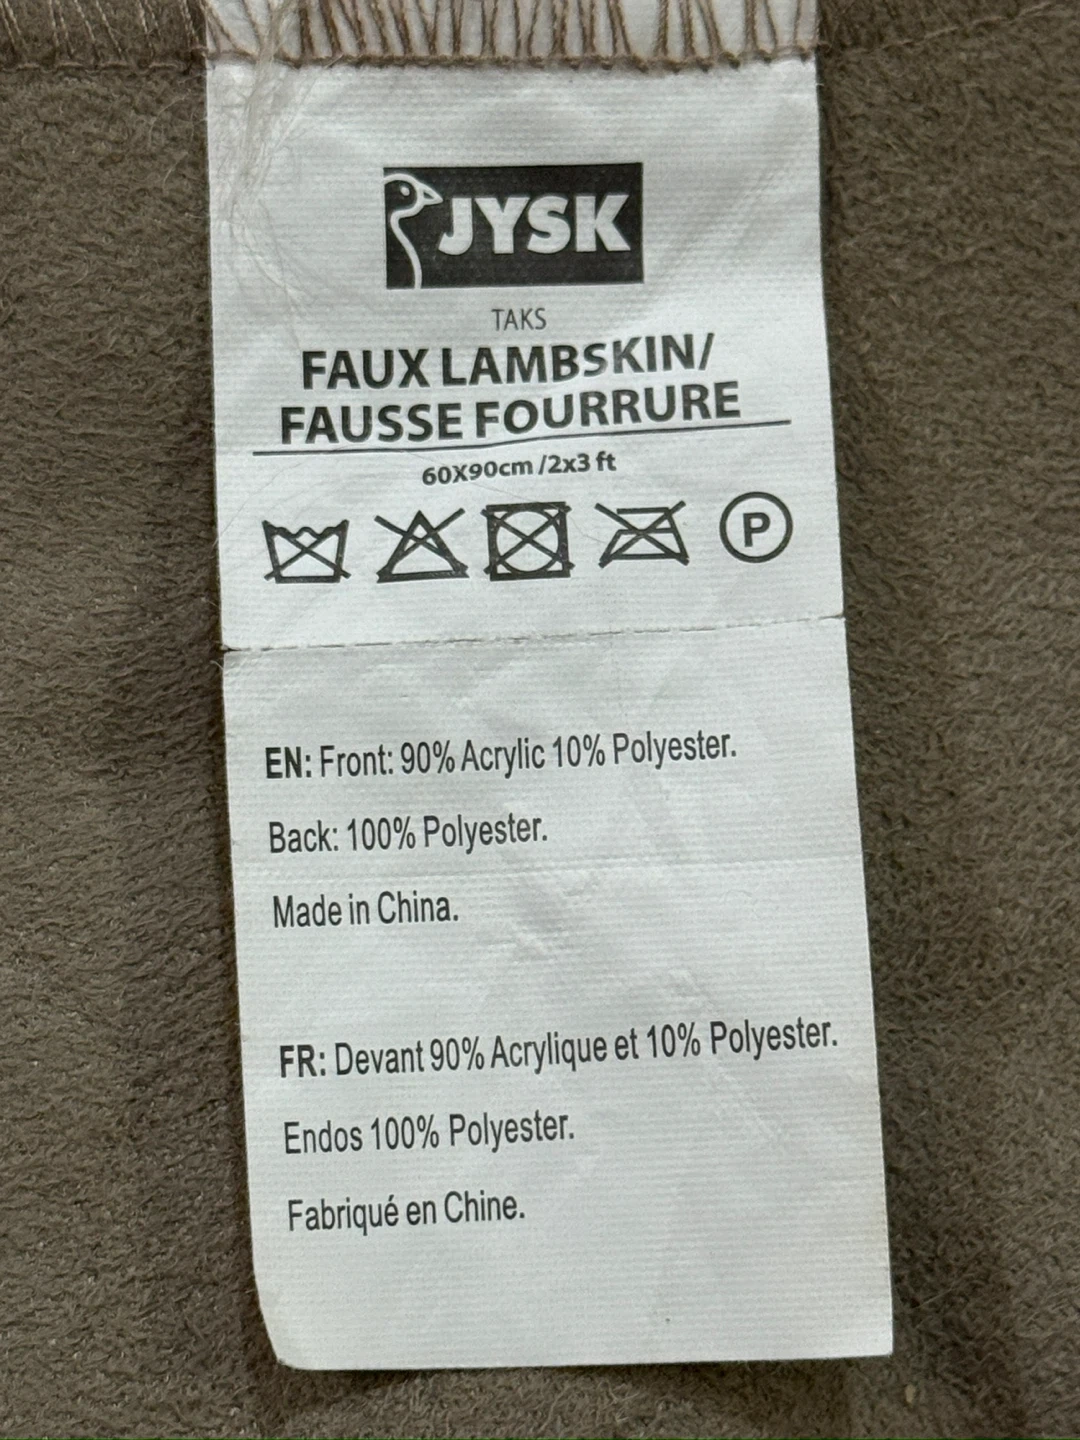 JYSK
TAKS
FAUX LAMBSKIN/
FAUSSE FOURRURE
60X90cm /2x3 ft
P
EN: Front: 90% Acrylic 10% Polyester.
Back: 100% Polyester.
Made in China.
FR: Devant 90% Acrylique et 10% Polyester.
Endos 100% Polyester.
Fabriqué en Chine.